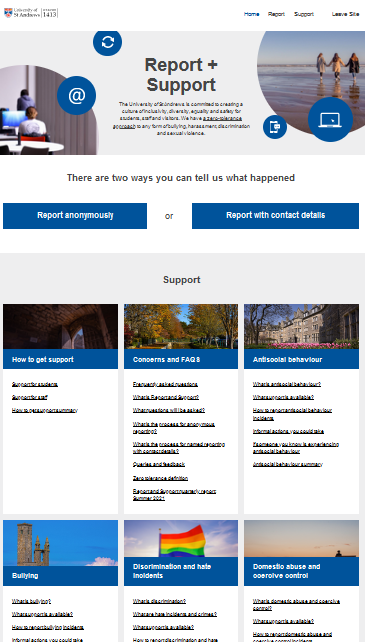 University of
St Andrews
FOUNDED
1413
Home Report Support Leave Site
Report +
Support
The University of St Andrews is committed to creating a
culture of inclusivity, diversity, equality and safety for
students, staff and visitors. We have a zero-tolerance
approach to any form of bullying, harassment, discrimination
and sexual violence.
There are two ways you can tell us what happened
Report anonymously or Report with contact details
Support
How to get support
Support for students
Support for staff
How to get support summary
Concerns and FAQS
Frequently asked questions
What is Report and Support?
What questions will be asked?
What is the process for anonymous
reporting?
What is the process for named reporting
with contact details?
Queries and feedback
Zero tolerance definition
Report and Support quarterly report:
Summer 2021
Antisocial behaviour
What is antisocial behaviour?
What support is available?
How to report antisocial behaviour
incidents
Informal actions you could take
If someone you know is experiencing
antisocial behaviour
Antisocial behaviour summary
Bullying
What is bullying?
What support is available?
How to report bullying incidents
Informal actions you could take
Discrimination and hate
incidents
What is discrimination?
What are hate incidents and crimes?
What support is available?
How to report discrimination and hate
Domestic abuse and
coercive control
What is domestic abuse and coercive
control?
What support is available?
How to report domestic abuse and
coercive control incidents